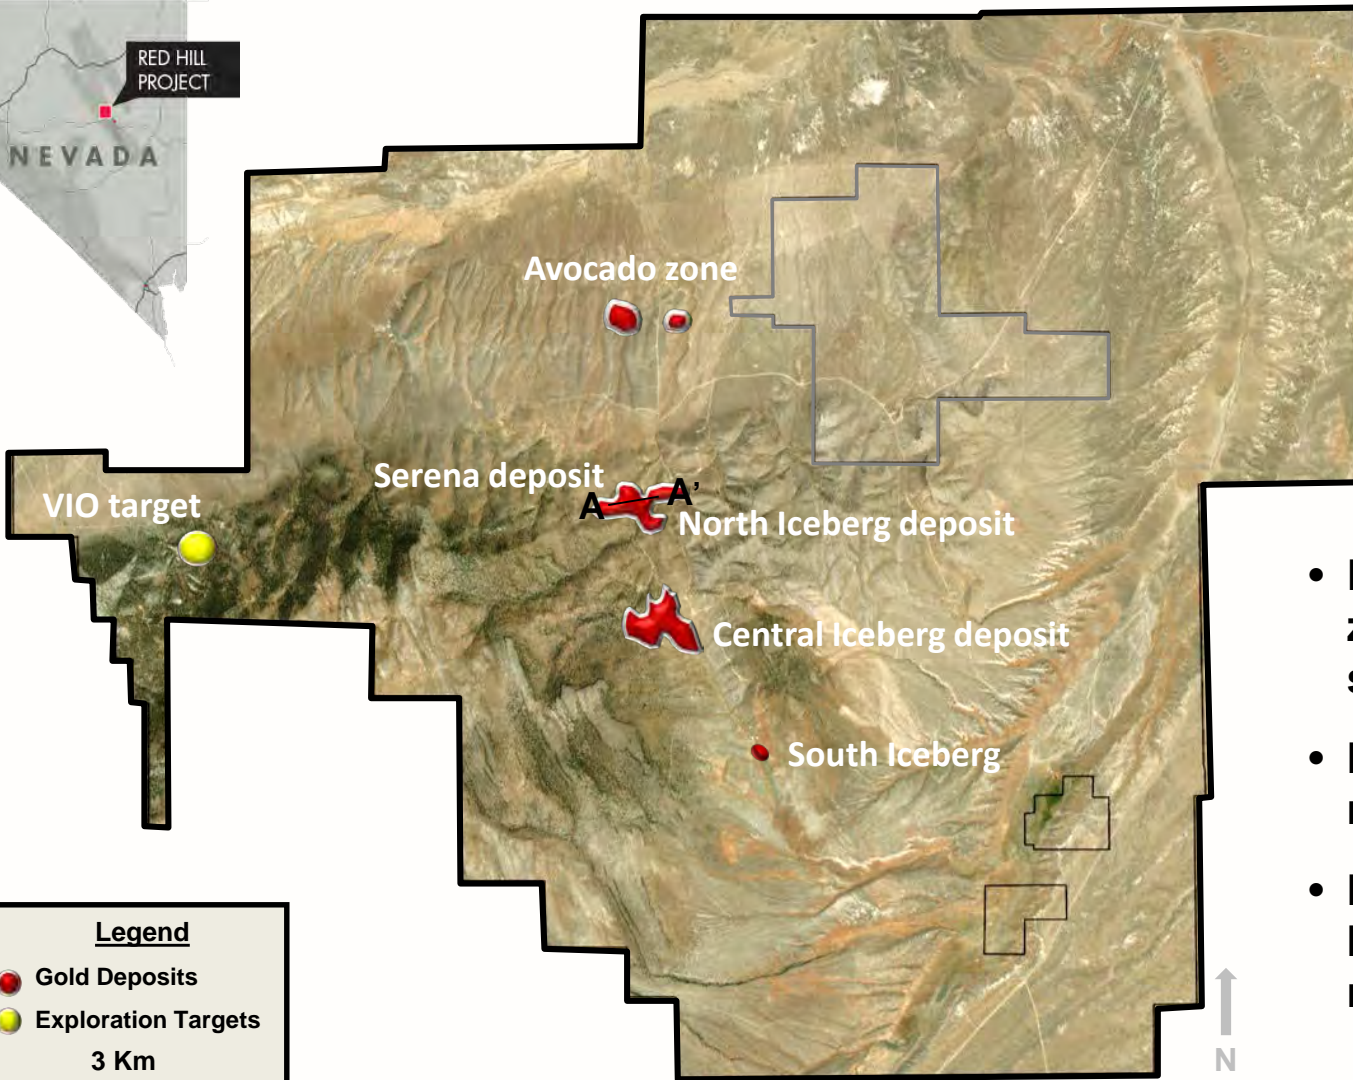 RED HILL
PROJECT
NEVADA
Avocado zone
Serena deposit
A A’
VIO target
North Iceberg deposit
Central Iceberg deposit
South Iceberg
Legend
Gold Deposits
Exploration Targets
3 Km
N